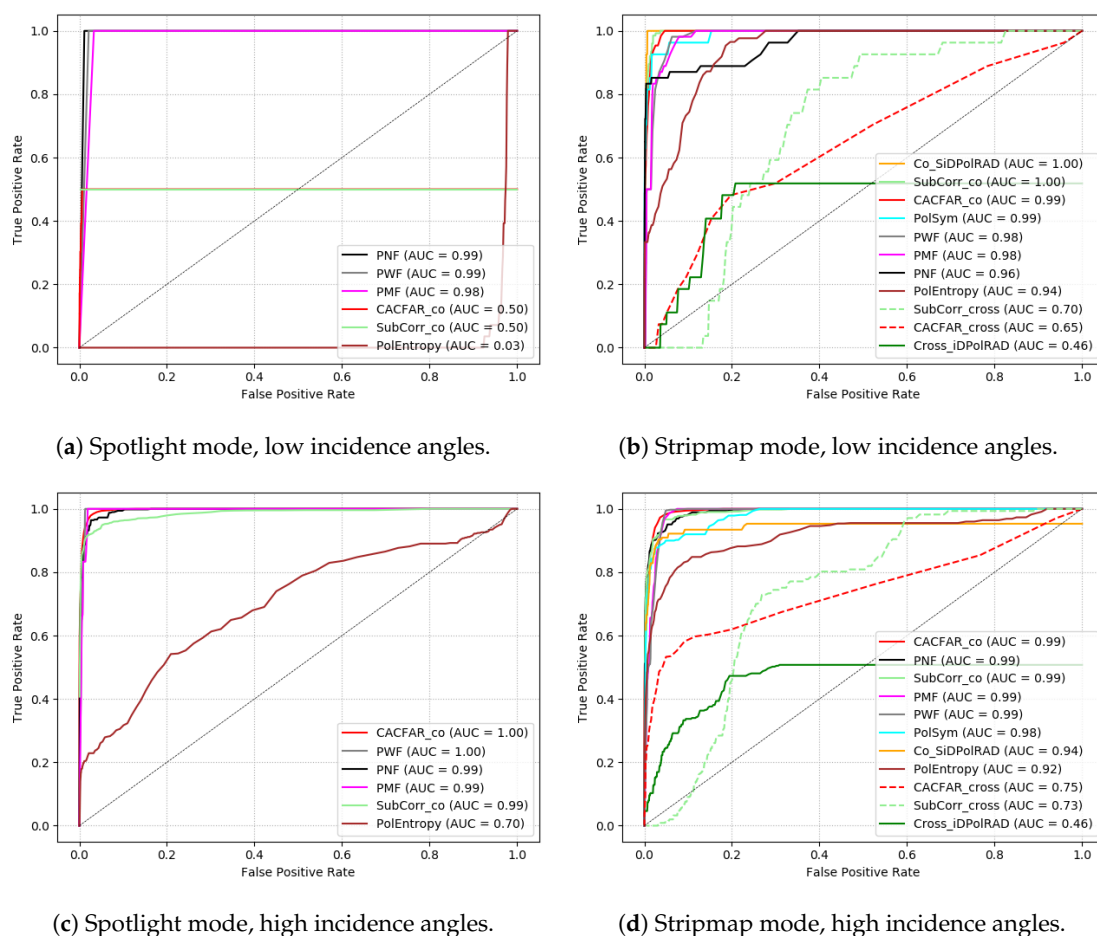 1.0
0.8
0.6
0.4
0.2
0.0
True Positive Rate
PNF (AUC = 0.99)
PWF (AUC = 0.99)
PMF (AUC = 0.98)
CACFAR_co (AUC = 0.50)
SubCorr_co (AUC = 0.50)
PolEntropy (AUC = 0.03)
0.0 0.2 0.4 0.6 0.8 1.0
False Positive Rate
(a) Spotlight mode, low incidence angles.
1.0
0.8
0.6
0.4
0.2
0.0
True Positive Rate
Co_SiDPolRAD (AUC = 1.00)
SubCorr_co (AUC = 1.00)
CACFAR_co (AUC = 0.99)
PolSym (AUC = 0.99)
PWF (AUC = 0.98)
PMF (AUC = 0.98)
PNF (AUC = 0.96)
PolEntropy (AUC = 0.94)
SubCorr_cross (AUC = 0.70)
CACFAR_cross (AUC = 0.65)
Cross_iDPolRAD (AUC = 0.46)
0.0 0.2 0.4 0.6 0.8 1.0
False Positive Rate
(b) Stripmap mode, low incidence angles.
1.0
0.8
0.6
0.4
0.2
0.0
True Positive Rate
CACFAR_co (AUC = 1.00)
PWF (AUC = 1.00)
PNF (AUC = 0.99)
PMF (AUC = 0.99)
SubCorr_co (AUC = 0.99)
PolEntropy (AUC = 0.70)
0.0 0.2 0.4 0.6 0.8 1.0
False Positive Rate
(c) Spotlight mode, high incidence angles.
1.0
0.8
0.6
0.4
0.2
0.0
True Positive Rate
CACFAR_co (AUC = 0.99)
PNF (AUC = 0.99)
SubCorr_co (AUC = 0.99)
PMF (AUC = 0.99)
PWF (AUC = 0.99)
PolSym (AUC = 0.98)
Co_SiDPolRAD (AUC = 0.94)
PolEntropy (AUC = 0.92)
CACFAR_cross (AUC = 0.75)
SubCorr_cross (AUC = 0.73)
Cross_iDPolRAD (AUC = 0.46)
0.0 0.2 0.4 0.6 0.8 1.0
False Positive Rate
(d) Stripmap mode, high incidence angles.